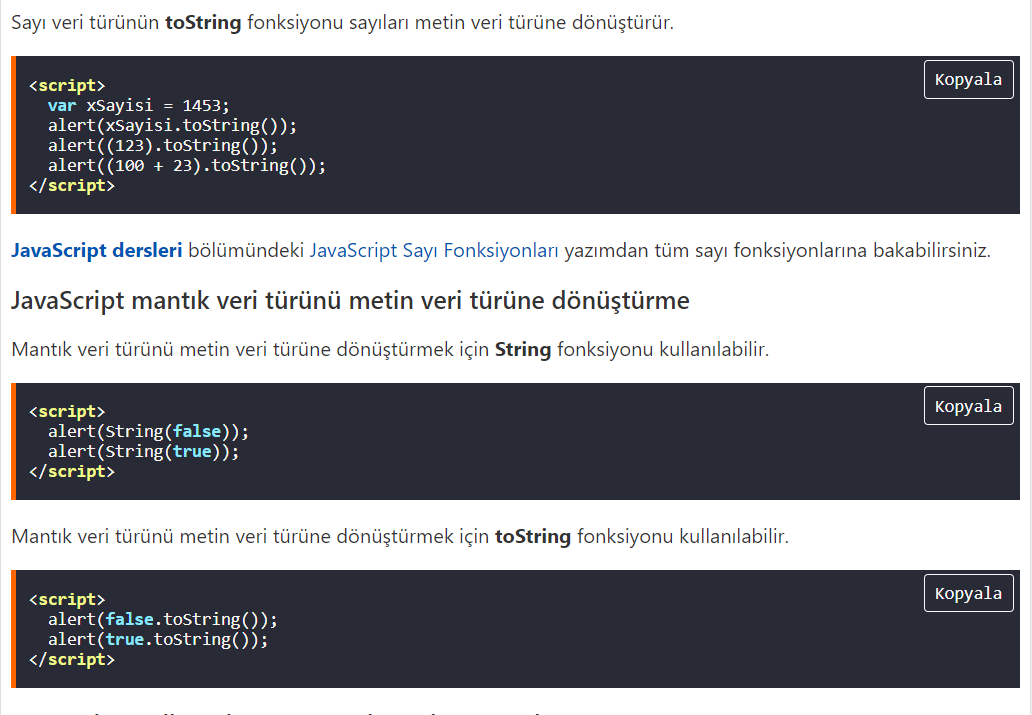 Sayı veri türünün toString fonksiyonu sayıları metin veri türüne dönüştürür.
Kopyala
<script>
  var xSayisi = 1453;
  alert(xSayisi.toString());
  alert((123).toString());
  alert((100 + 23).toString());
</script>
JavaScript dersleri bölümündeki JavaScript Sayı Fonksiyonları yazımdan tüm sayı fonksiyonlarına bakabilirsiniz.
JavaScript mantık veri türünü metin veri türüne dönüştürme
Mantık veri türünü metin veri türüne dönüştürmek için String fonksiyonu kullanılabilir.
Kopyala
<script>
  alert(String(false));
  alert(String(true));
</script>
Mantık veri türünü metin veri türüne dönüştürmek için toString fonksiyonu kullanılabilir.
Kopyala
<script>
  alert(false.toString());
  alert(true.toString());
</script>